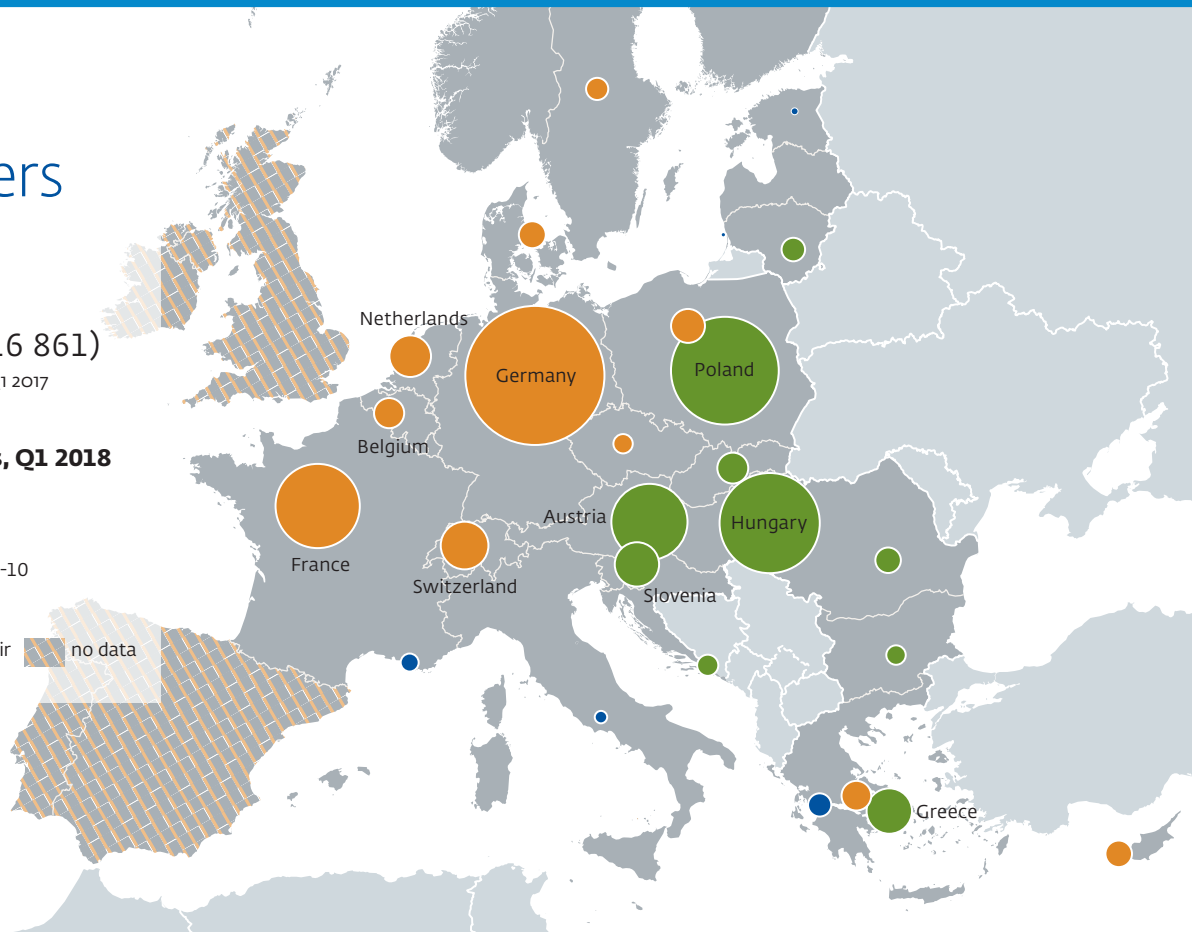 ers
16 861)
1 2017
s, Q1 2018
-10
ir
no data
Netherlands
Germany
Poland
Belgium
Austria
Hungary
France
Switzerland
Slovenia
Greece